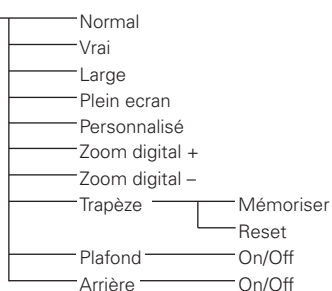 Normal
Vrai
Large
Plein ecran
Personnalisé
Zoom digital +
Zoom digital –
Trapèze Mémoriser
Reset
Plafond On/Off
Arrière On/Off